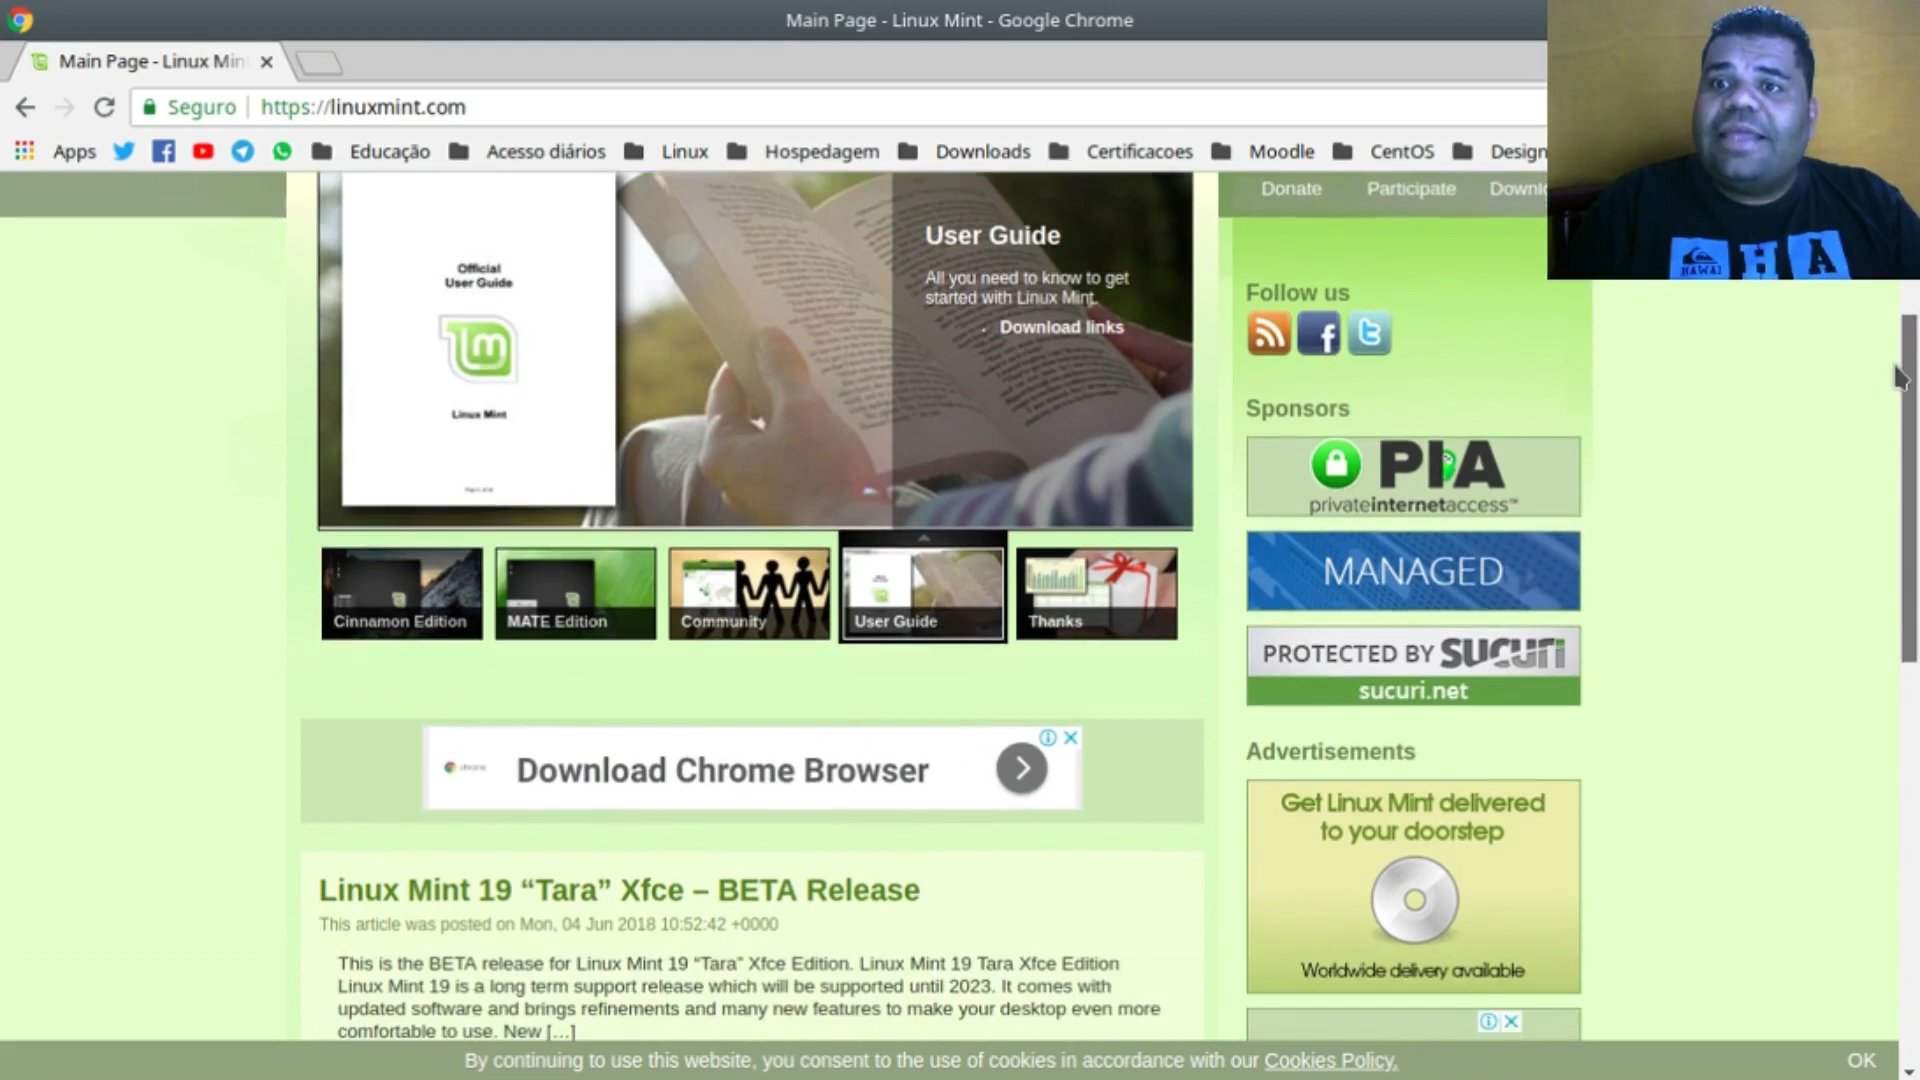 Main Page - Linux Mint - Google Chrome
Main Page - Linux Min
Seguro | https://linuxmint.com
Apps Educação Acesso diários Linux Hospedagem Downloads Certificacoes Moodle CentOS Design
Donate Participate Downl
Official
User Guide
Linux Mint
User Guide
All you need to know to get
started with Linux Mint.
Download links
Cinnamon Edition
MATE Edition
Community
User Guide
Thanks
Follow us
Sponsors
PIA
privateinternetaccess™
MANAGED
PROTECTED BY SUCURI
sucuri.net
Advertisements
Get Linux Mint delivered
to your doorstep
Worldwide delivery available
chrome
Download Chrome Browser
Linux Mint 19 “Tara” Xfce – BETA Release
This article was posted on Mon, 04 Jun 2018 10:52:42 +0000
This is the BETA release for Linux Mint 19 “Tara” Xfce Edition. Linux Mint 19 Tara Xfce Edition
Linux Mint 19 is a long term support release which will be supported until 2023. It comes with
updated software and brings refinements and many new features to make your desktop even more
comfortable to use. New […]
By continuing to use this website, you consent to the use of cookies in accordance with our Cookies Policy.
OK
HAWAI
H A